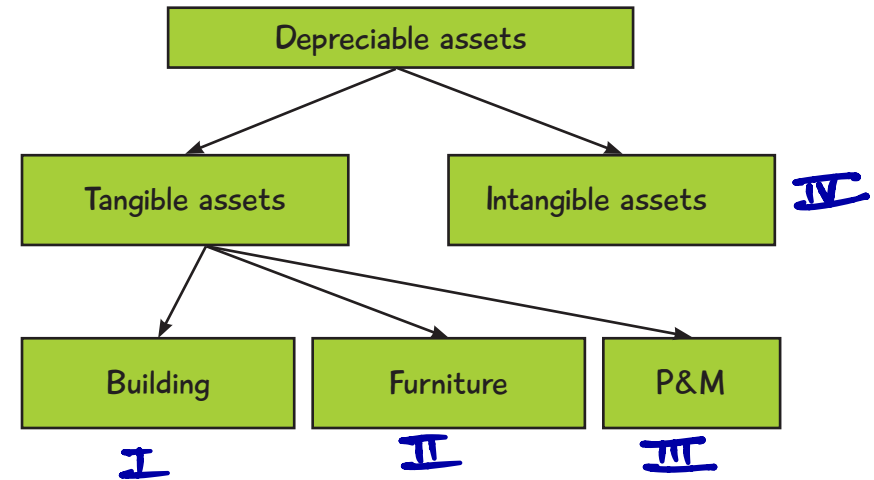 Depreciable assets
Tangible assets
Intangible assets
IV
Building
Furniture
P&M
I
II
III